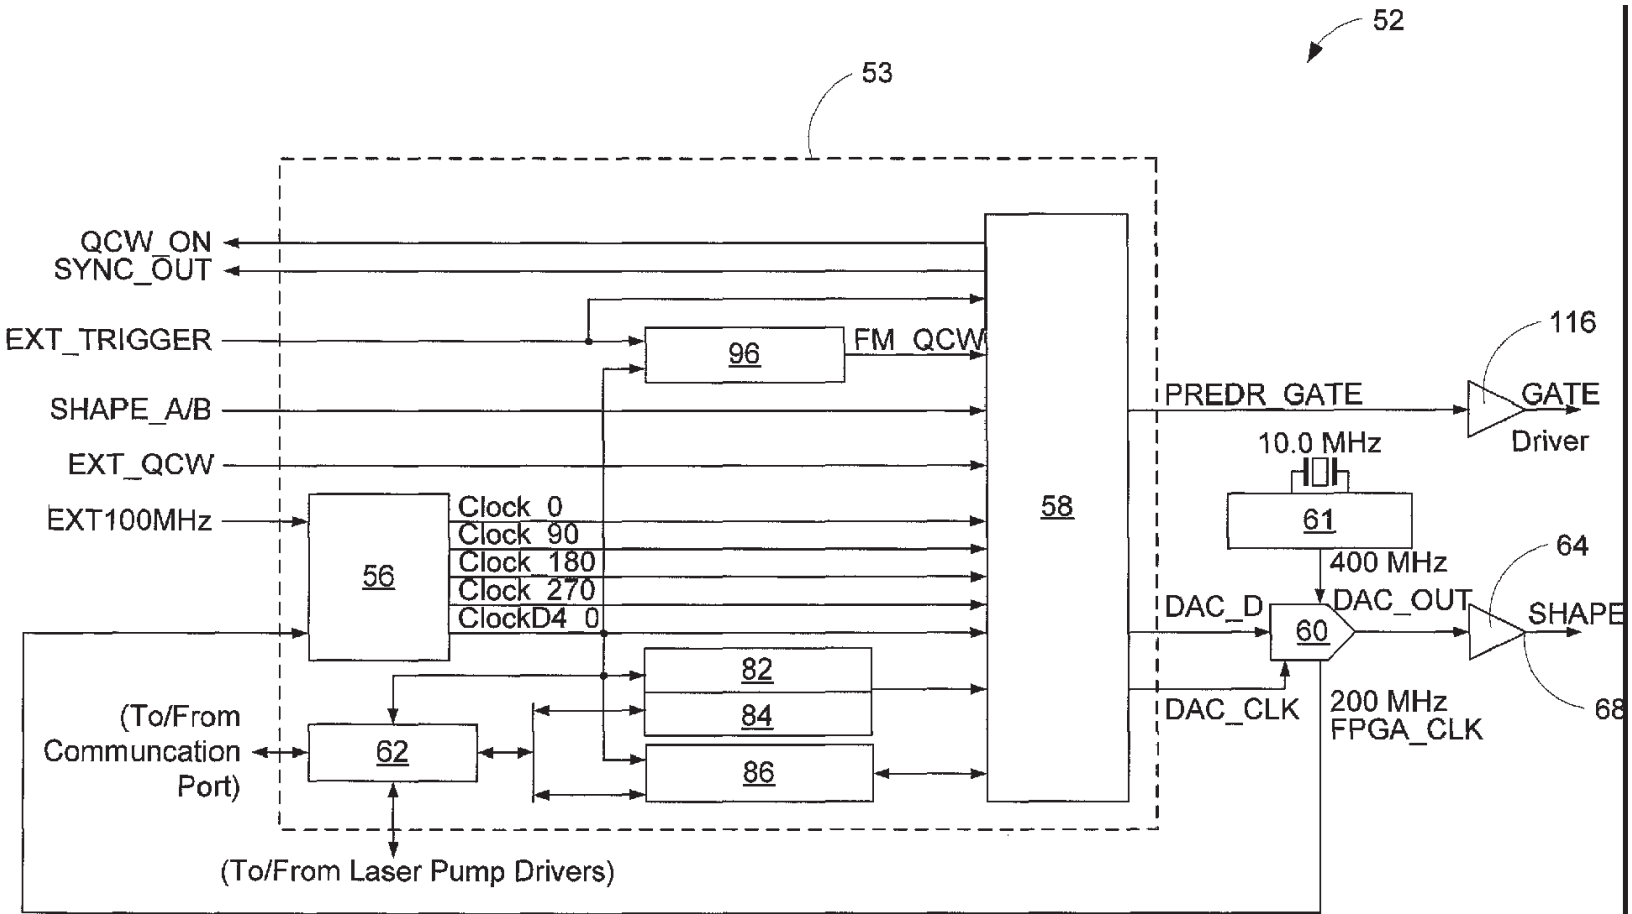 52
53
QCW_ON
SYNC_OUT
EXT_TRIGGER
96
FM_QCW
116
SHAPE_A/B
PREDR_GATE
GATE
Driver
EXT_QCW
10.0 MHz
EXT100MHz
56
Clock_0
Clock_90
Clock_180
Clock_270
ClockD4_0
58
61
400 MHz
64
DAC_D
60
DAC_OUT
SHAPE
68
82
84
86
DAC_CLK
200 MHz
FPGA_CLK
(To/From
Communcation
Port)
62
(To/From Laser Pump Drivers)